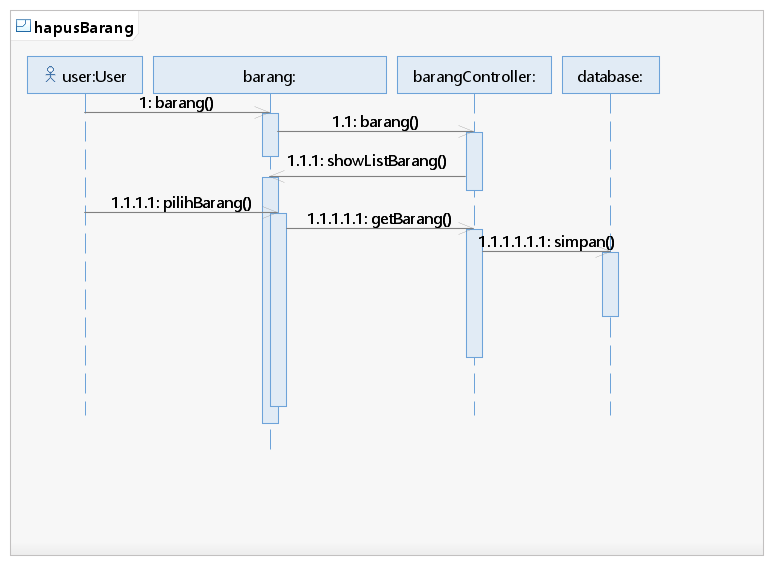 hapusBarang
user:User
barang:
barangController:
database:
1: barang()
1.1: barang()
1.1.1: showListBarang()
1.1.1.1: pilihBarang()
1.1.1.1.1: getBarang()
1.1.1.1.1.1: simpan()